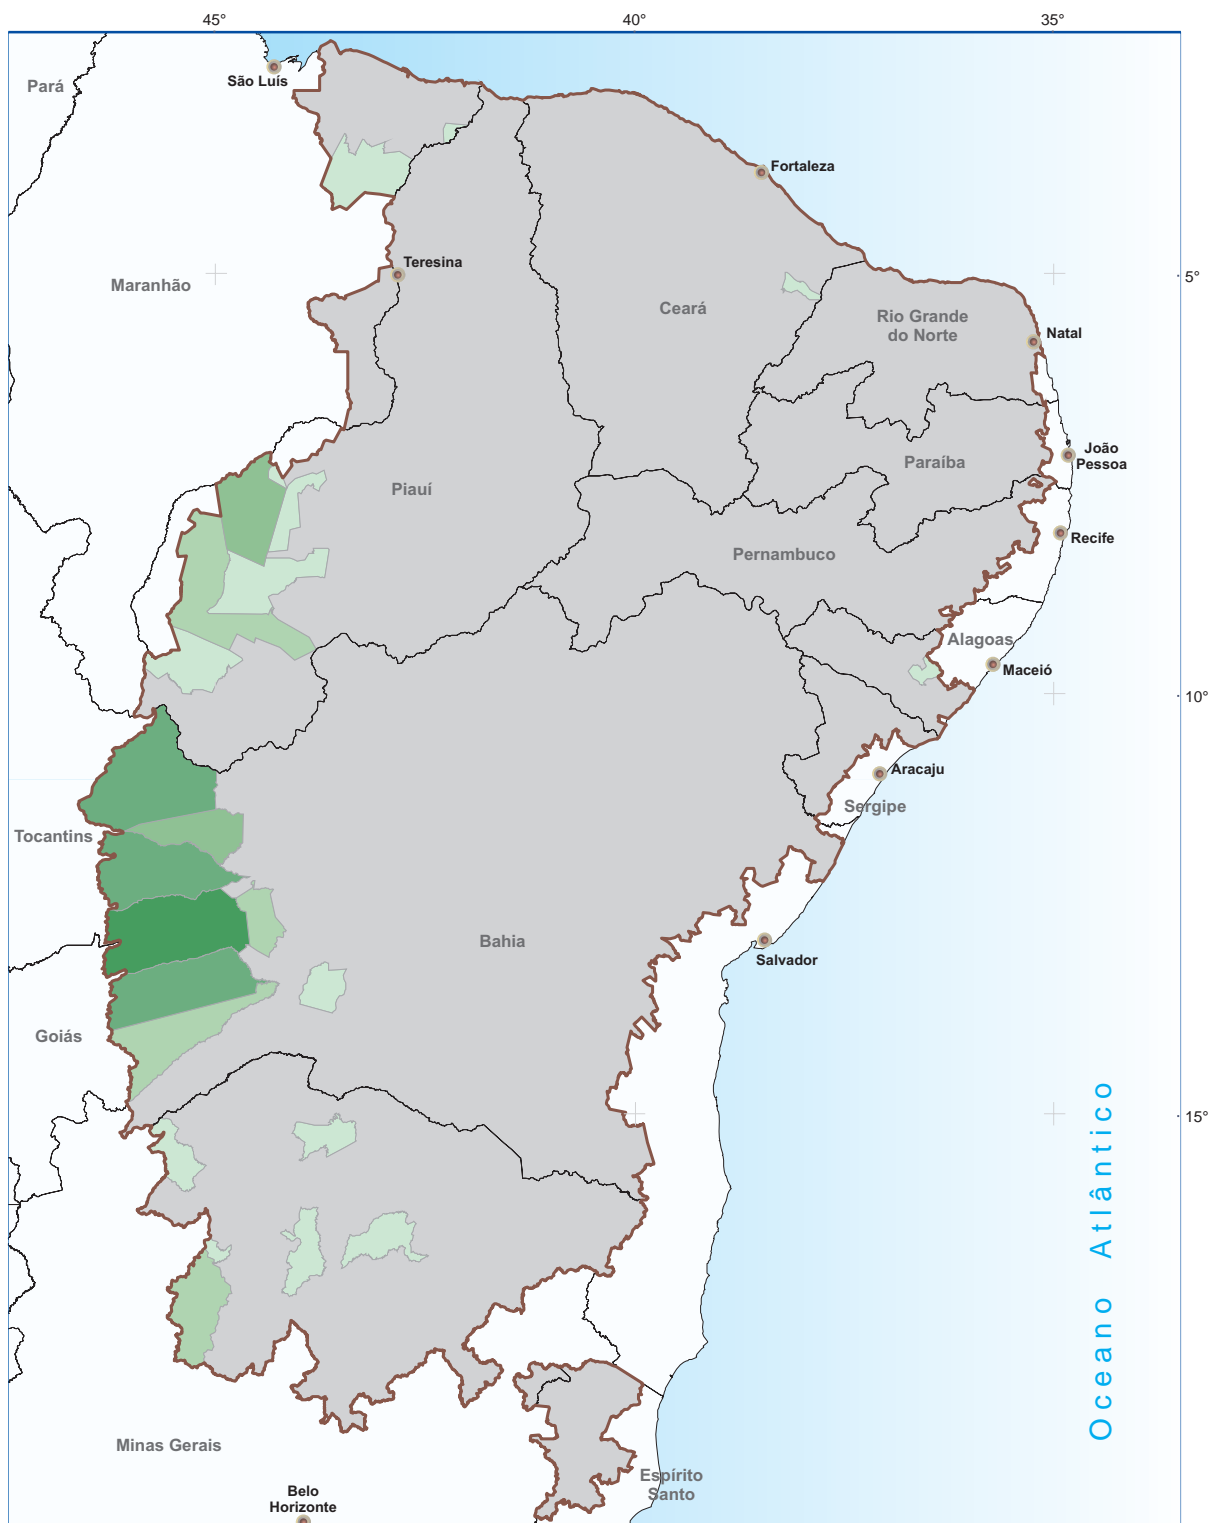 45°
40°
35°
Pará
São Luís
Fortaleza
Teresina
5°
Maranhão
Ceará
Rio Grande
do Norte
Natal
João
Pessoa
Paraíba
Piauí
Recife
Pernambuco
Alagoas
Maceió
10°
Aracaju
Sergipe
Tocantins
Bahia
Salvador
Goiás
15°
Oceano Atlântico
Minas Gerais
Espírito
Santo
Belo
Horizonte